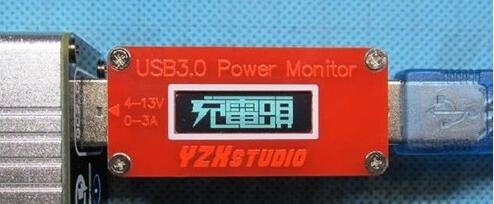 USB3.0 Power Monitor
4-13V
0-3A
充電頭
YZXSTUDIO